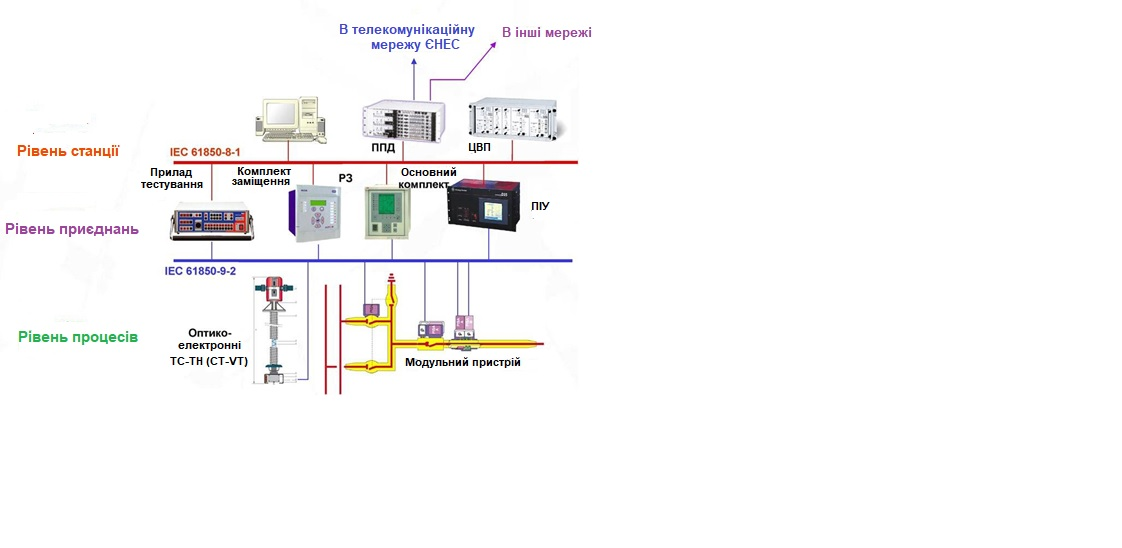 В телекомунікаційну
мережу ЄНЕС
В інші мережі
Рівень станції
ППД
ЦВП
IEC 61850-8-1
Прилад
тестування
Комплект
заміщення
РЗ
Основний
комплект
ПІУ
Рівень приєднань
IEC 61850-9-2
Рівень процесів
Оптико-
електронні
ТС-ТН (CT-VT)
Модульний пристрій